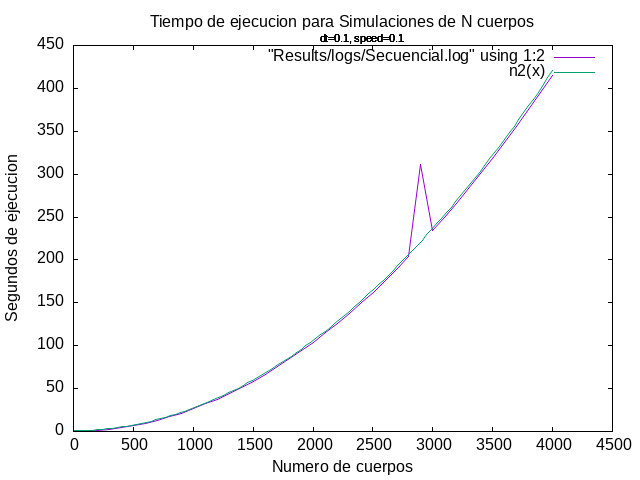 Tiempo de ejecucion para Simulaciones de N cuerpos
dt=0.1, speed=0.1
"Results/logs/Secuencial.log" using 1:2
n2(x)
450
400
350
300
250
200
150
100
50
0
Segundos de ejecucion
0 500 1000 1500 2000 2500 3000 3500 4000 4500
Numero de cuerpos